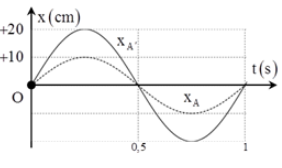 x (cm)
+20
x_A'
t (s)
+10
O
x_A
0,5
1